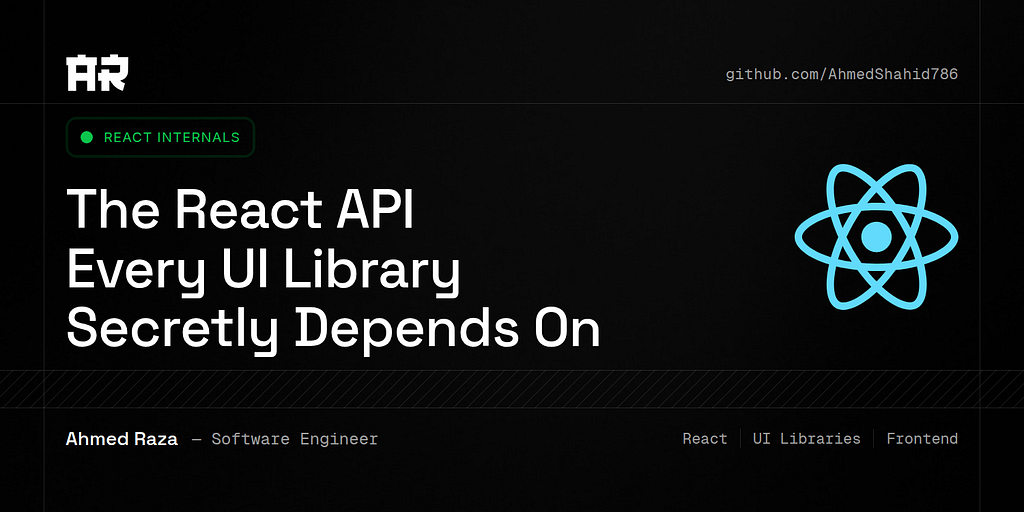 AR
github.com/AhmedShahid786
REACT INTERNALS
The React API
Every UI Library
Secretly Depends On
Ahmed Raza — Software Engineer
React | UI Libraries | Frontend